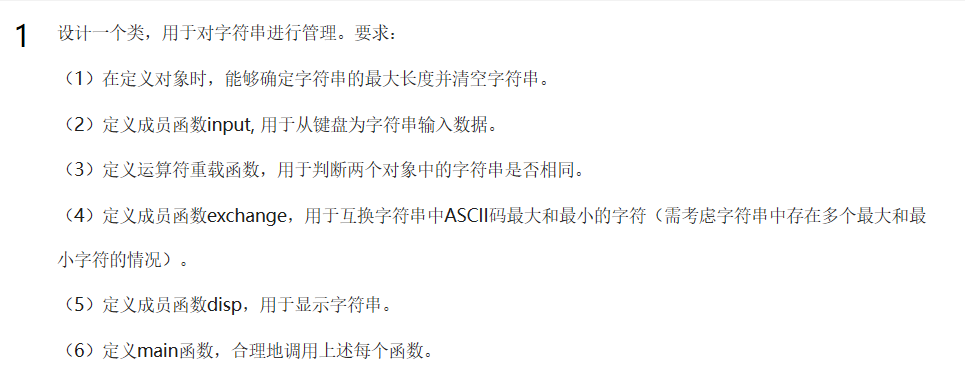 1 设计一个类，用于对字符串进行管理。要求：
（1）在定义对象时，能够确定字符串的最大长度并清空字符串。
（2）定义成员函数input, 用于从键盘为字符串输入数据。
（3）定义运算符重载函数，用于判断两个对象中的字符串是否相同。
（4）定义成员函数exchange，用于互换字符串中ASCII码最大和最小的字符（需考虑字符串中存在多个最大和最
小字符的情况）。
（5）定义成员函数disp，用于显示字符串。
（6）定义main函数，合理地调用上述每个函数。